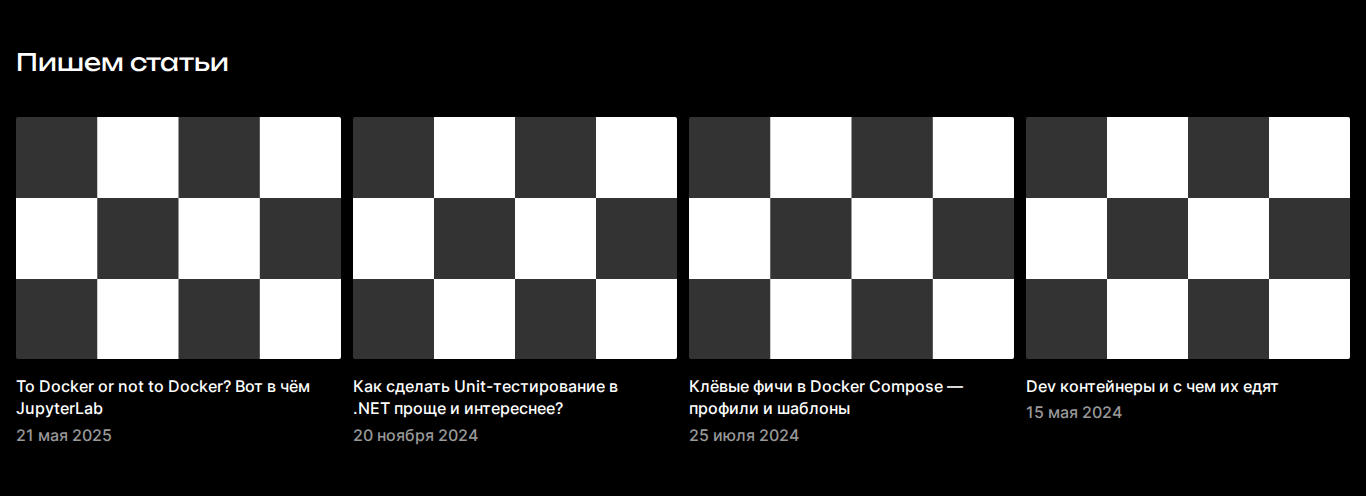 Пишем статьи
To Docker or not to Docker? Вот в чём
JupyterLab
21 мая 2025
Как сделать Unit-тестирование в
.NET проще и интереснее?
20 ноября 2024
Клёвые фичи в Docker Compose —
профили и шаблоны
25 июля 2024
Dev контейнеры и с чем их едят
15 мая 2024